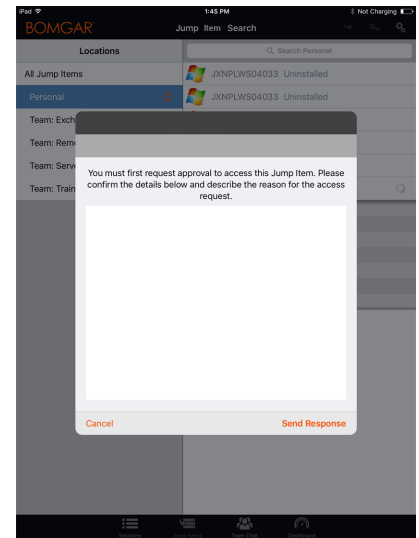 iPad
1:45 PM
Not Charging
BOMGAR
Jump Item Search
Locations
Search Personal
All Jump Items
JXNPLWS04033 Uninstalled
Personal
JXNPLWS04033 Uninstalled
Team: Exch
Team: Rem
Team: Serv
Team: Train
You must first request approval to access this Jump Item. Please
confirm the details below and describe the reason for the access
request.
Cancel
Send Response
Sessions
Jump Items
Team Chat
Dashboard